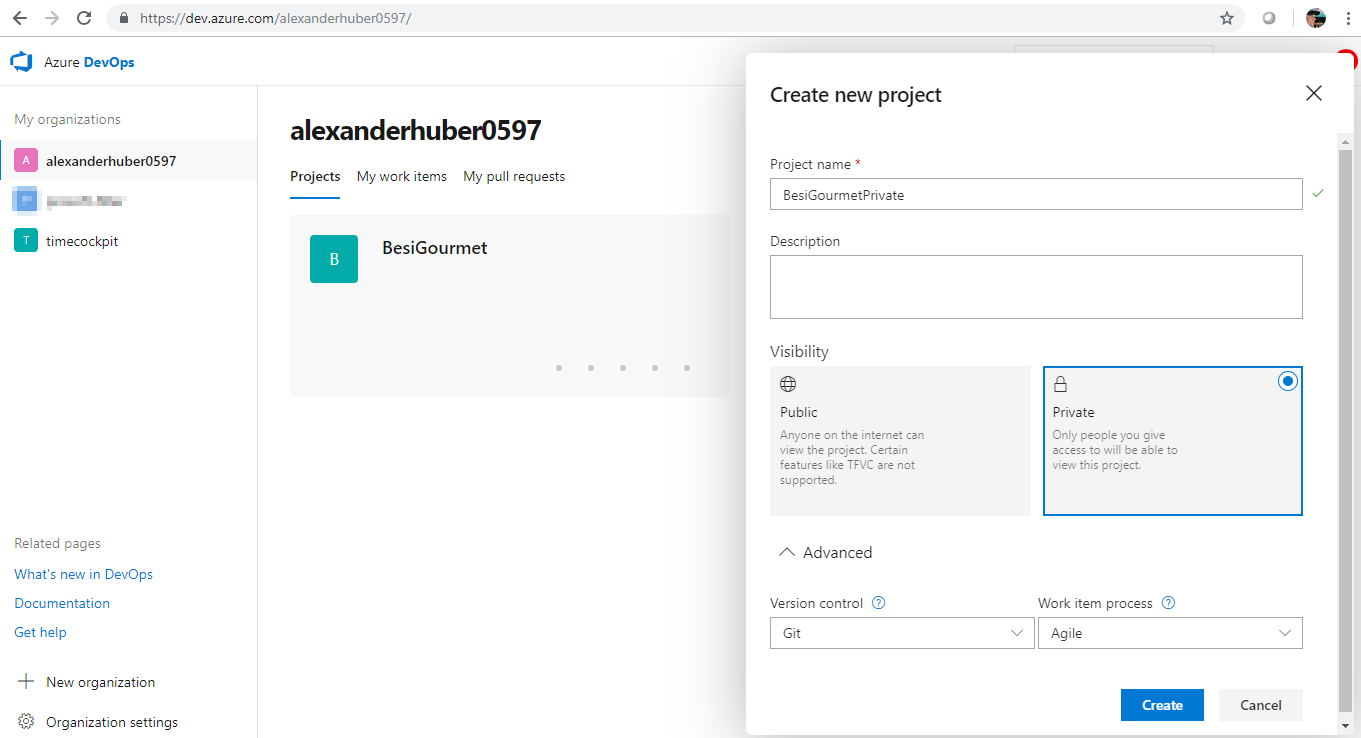 https://dev.azure.com/alexanderhuber0597/
Azure DevOps
My organizations
A alexanderhuber0597
T timecockpit
Related pages
What's new in DevOps
Documentation
Get help
New organization
Organization settings
alexanderhuber0597
Projects My work items My pull requests
B BesiGourmet
Create new project
Project name *
BesiGourmetPrivate
Description
Visibility
Public
Anyone on the internet can
view the project. Certain
features like TFVC are not
supported.
Private
Only people you give
access to will be able to
view this project.
Advanced
Version control ? Work item process ?
Git Agile
Create Cancel